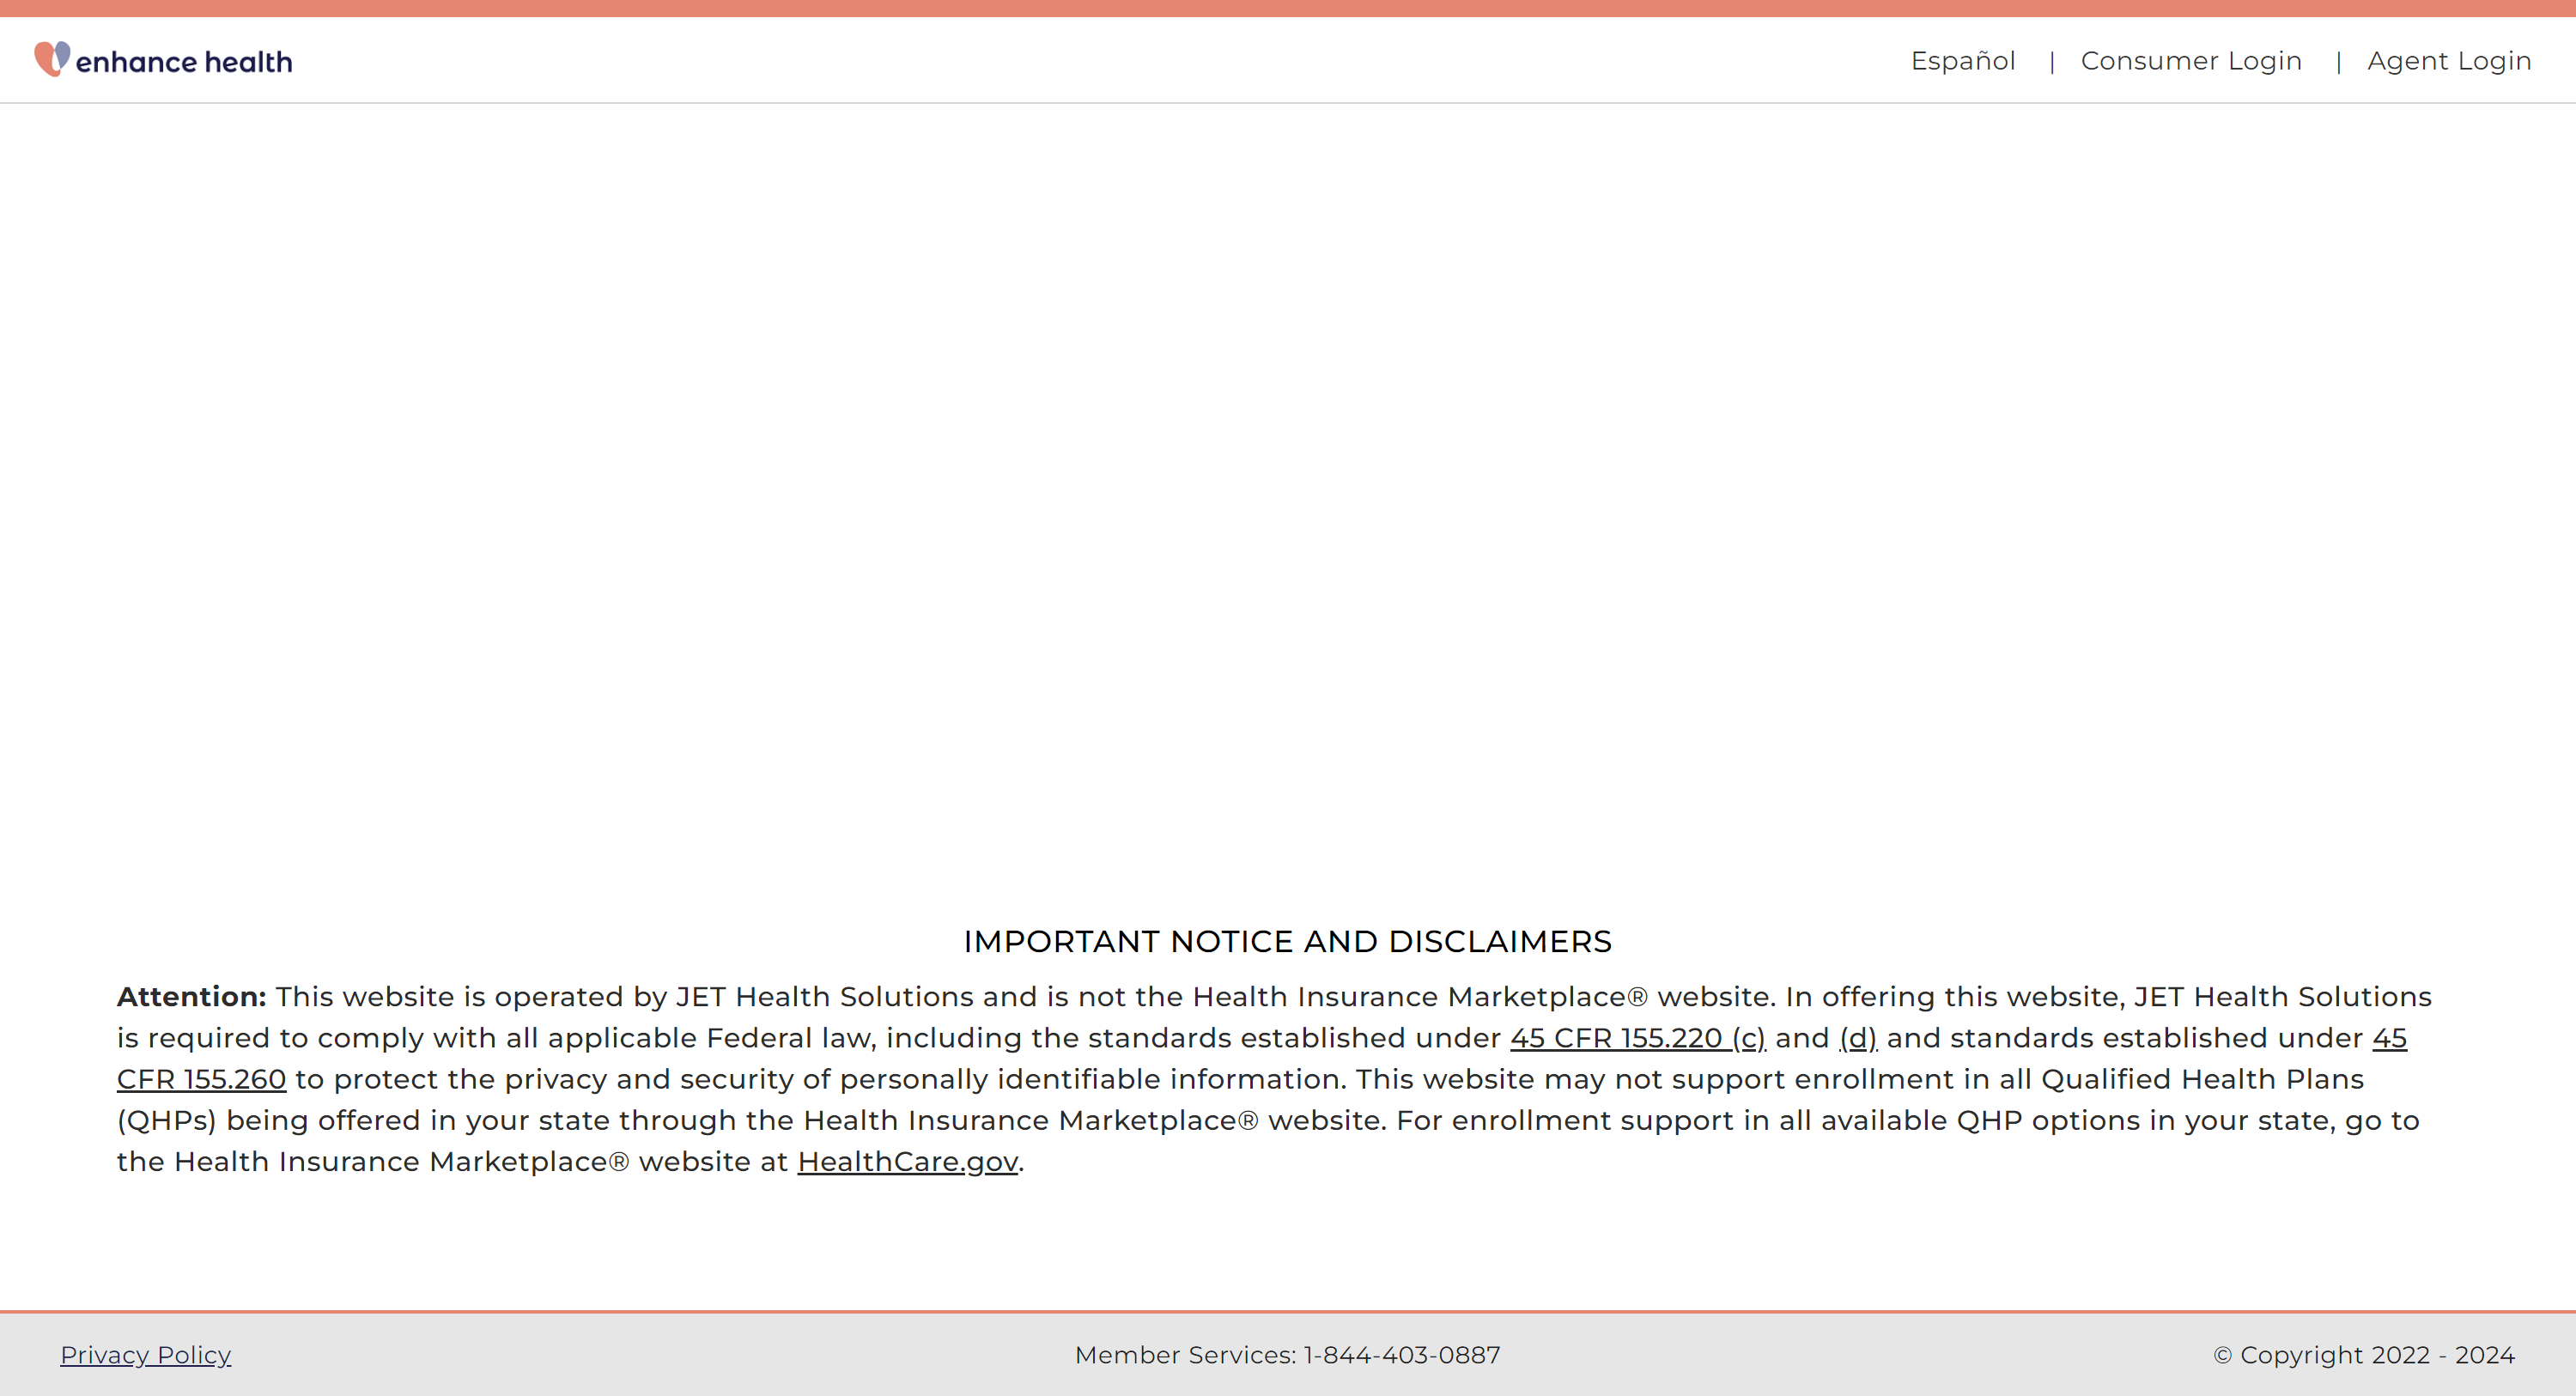 enhance health
Español | Consumer Login | Agent Login
IMPORTANT NOTICE AND DISCLAIMERS
Attention: This website is operated by JET Health Solutions and is not the Health Insurance Marketplace® website. In offering this website, JET Health Solutions
is required to comply with all applicable Federal law, including the standards established under 45 CFR 155.220 (c) and (d) and standards established under 45
CFR 155.260 to protect the privacy and security of personally identifiable information. This website may not support enrollment in all Qualified Health Plans
(QHPs) being offered in your state through the Health Insurance Marketplace® website. For enrollment support in all available QHP options in your state, go to
the Health Insurance Marketplace® website at HealthCare.gov.
Privacy Policy
Member Services: 1-844-403-0887
© Copyright 2022 - 2024